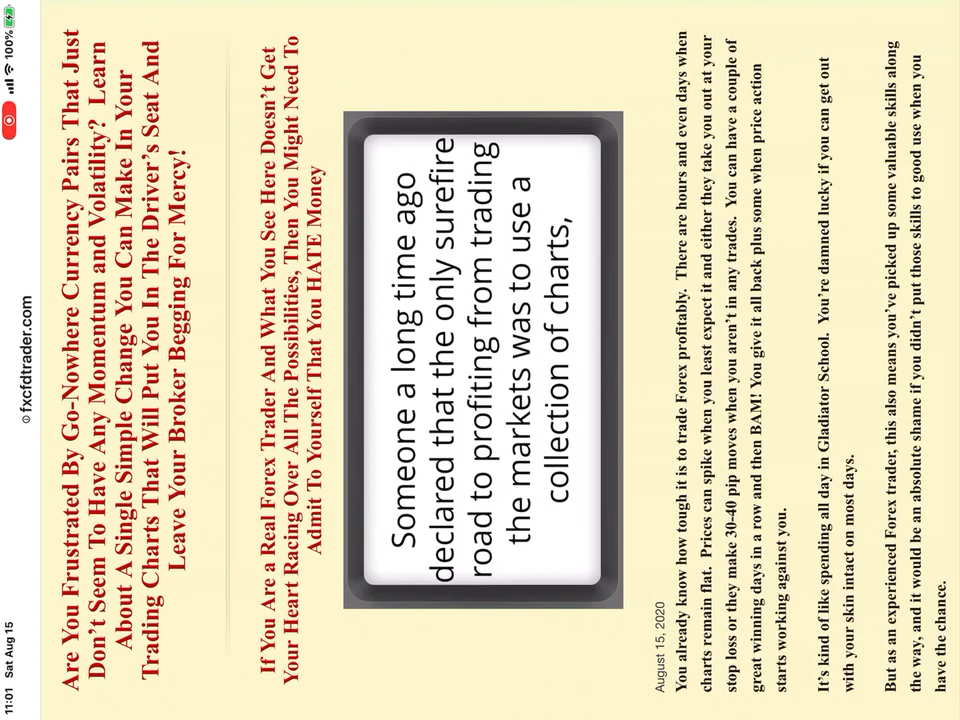 11:01 Sat Aug 15
100%
fxcfdtrader.com
Are You Frustrated By Go-Nowhere Currency Pairs That Just
Don't Seem To Have Any Momentum and Volatility? Learn
About A Single Simple Change You Can Make In Your
Trading Charts That Will Put You In The Driver's Seat And
Leave Your Broker Begging For Mercy!
If You Are a Real Forex Trader And What You See Here Doesn't Get
Your Heart Racing Over All The Possibilities, Then You Might Need To
Admit To Yourself That You HATE Money
Someone a long time ago
declared that the only surefire
road to profiting from trading
the markets was to use a
collection of charts,
August 15, 2020
You already know how tough it is to trade Forex profitably. There are hours and even days when
charts remain flat. Prices can spike when you least expect it and either they take you out at your
stop loss or they make 30-40 pip moves when you aren't in any trades. You can have a couple of
great winning days in a row and then BAM! You give it all back plus some when price action
starts working against you.
It's kind of like spending all day in Gladiator School. You're damned lucky if you can get out
with your skin intact on most days.
But as an experienced Forex trader, this also means you've picked up some valuable skills along
the way, and it would be an absolute shame if you didn't put those skills to good use when you
have the chance.